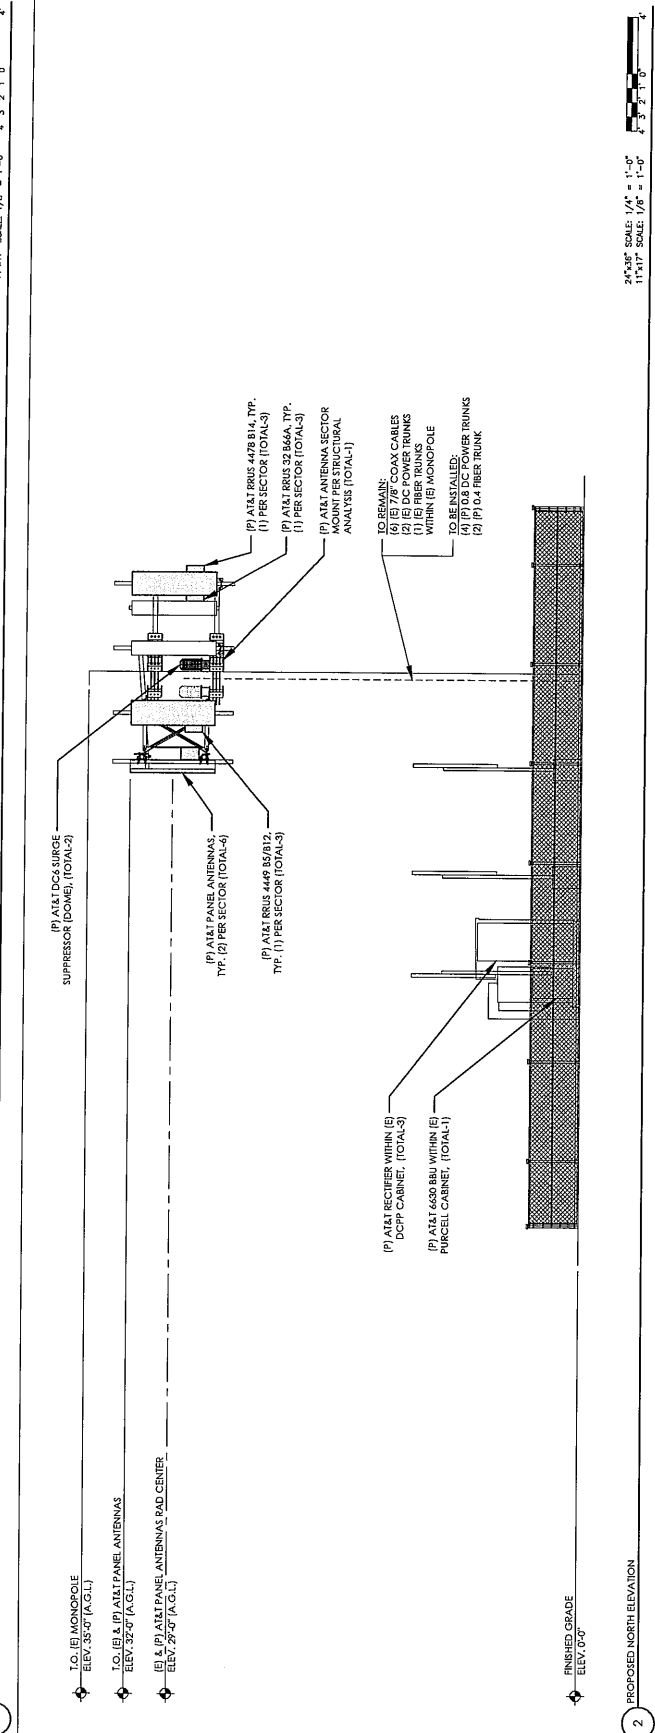 (P) AT&T DC6 SURGE
SUPPRESSOR (DOME), (TOTAL-2)
(P) AT&T PANEL ANTENNAS,
TYP. (2) PER SECTOR (TOTAL-6)
(P) AT&T RRUS 4449 B5/B12,
TYP. (1) PER SECTOR (TOTAL-3)
(P) AT&T RRUS 4478 B14, TYP.
(1) PER SECTOR (TOTAL-3)
(P) AT&T RRUS 32 B66A, TYP.
(1) PER SECTOR (TOTAL-3)
(P) AT&T ANTENNA SECTOR
MOUNT PER STRUCTURAL
ANALYSIS (TOTAL-1)
TO REMAIN:
(6) (E) 7/8" COAX CABLES
(2) (E) DC POWER TRUNKS
(1) (E) FIBER TRUNKS
WITHIN (E) MONOPOLE
TO BE INSTALLED:
(4) (P) 0.8 DC POWER TRUNKS
(2) (P) 0.4 FIBER TRUNK
(P) AT&T RECTIFIER WITHIN (E)
DCPP CABINET, (TOTAL-3)
(P) AT&T 6630 BBU WITHIN (E)
PURCELL CABINET, (TOTAL-1)
T.O. (E) MONOPOLE
ELEV. 35'-0" (A.G.L.)
T.O. (E) & (P) AT&T PANEL ANTENNAS
ELEV. 32'-0" (A.G.L.)
(E) & (P) AT&T PANEL ANTENNAS RAD CENTER
ELEV. 29'-0" (A.G.L.)
FINISHED GRADE
ELEV. 0'-0"
2 PROPOSED NORTH ELEVATION
24"x36" SCALE: 1/4" = 1'-0"
11"x17" SCALE: 1/8" = 1'-0"
4' 3' 2' 1' 0" 4'